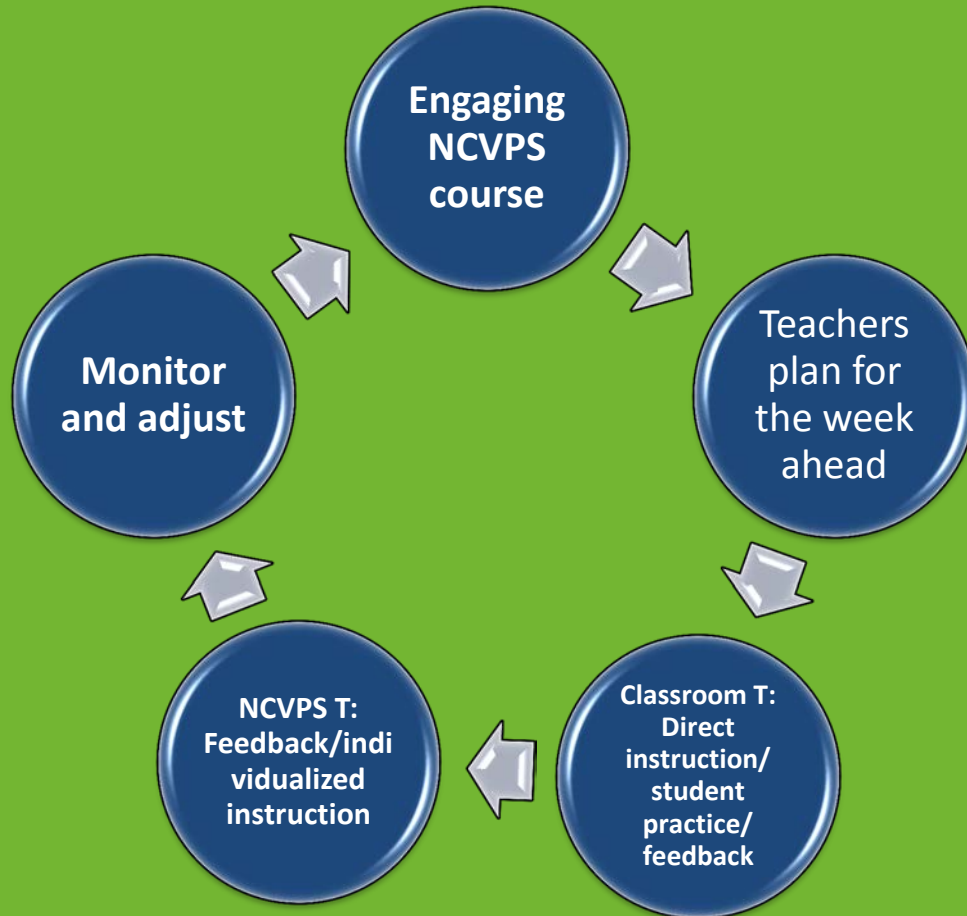 Engaging
NCVPS
course
Teachers
plan for
the week
ahead
Classroom T:
Direct
instruction/
student
practice/
feedback
NCVPS T:
Feedback/indi
vidualized
instruction
Monitor
and adjust